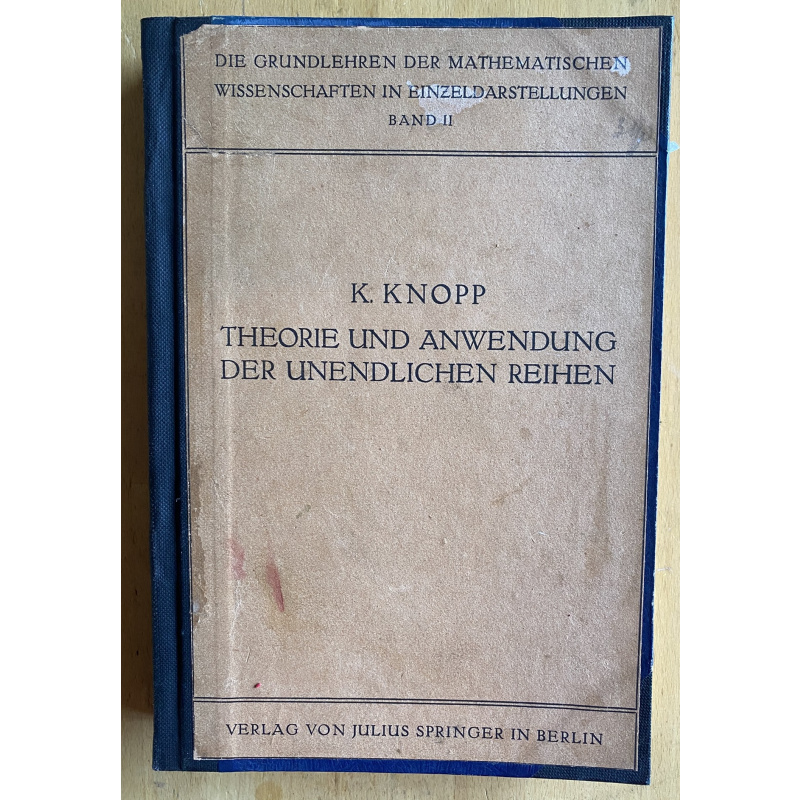 DIE GRUNDLEHREN DER MATHEMATISCHEN
WISSENSCHAFTEN IN EINZELDARSTELLUNGEN
BAND II
K. KNOPP
THEORIE UND ANWENDUNG
DER UNENDLICHEN REIHEN
VERLAG VON JULIUS SPRINGER IN BERLIN